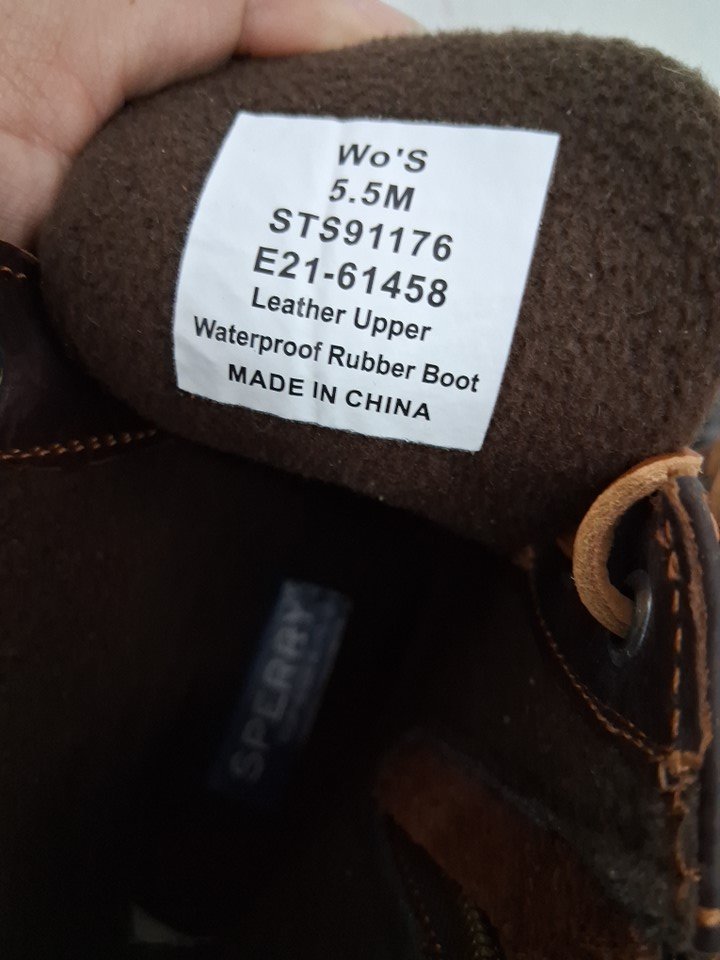 Wo'S
5.5M
STS91176
E21-61458
Leather Upper
Waterproof Rubber Boot
MADE IN CHINA
SPERRY